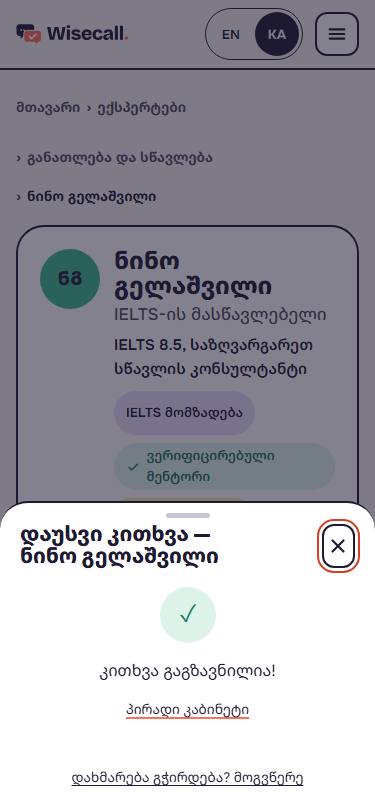 Wisecall.
EN
KA
მთავარი › ექსპერტები
› განათლება და სწავლება
› ნინო გელაშვილი
ნგ
ნინო
გელაშვილი
IELTS-ის მასწავლებელი
IELTS 8.5, საზღვარგარეთ
სწავლის კონსულტანტი
IELTS მომზადება
ვერიფიცირებული
მენტორი
დაუსვი კითხვა —
ნინო გელაშვილი
კითხვა გაგზავნილია!
პირადი კაბინეტი
დახმარება გჭირდება? მოგვწერე